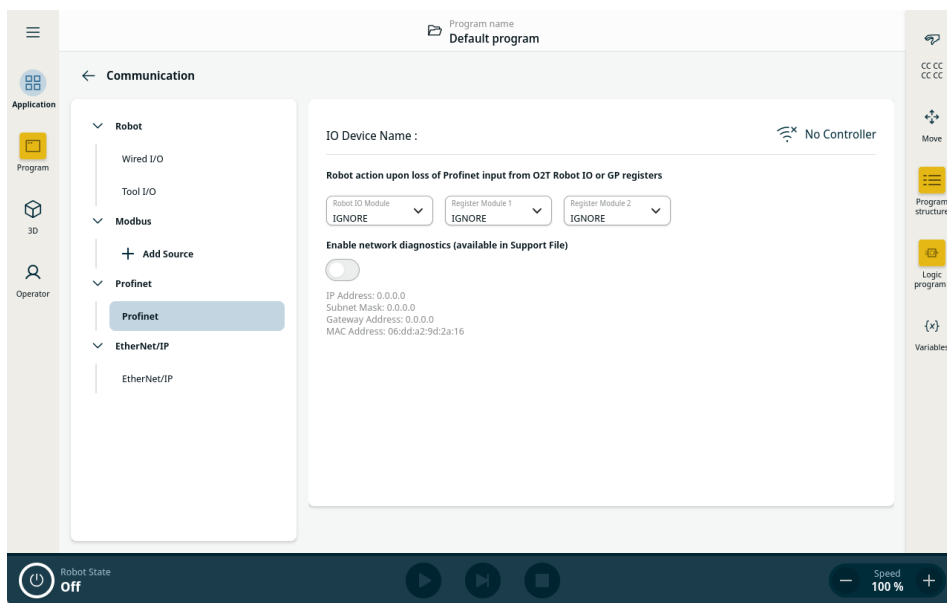 Program name
Default program
Communication
Application
Program
3D
Operator
Robot
Wired I/O
Tool I/O
Modbus
Add Source
Profinet
Profinet
EtherNet/IP
EtherNet/IP
IO Device Name :
No Controller
Robot action upon loss of Profinet input from O2T Robot IO or GP registers
Robot IO Module
IGNORE
Register Module 1
IGNORE
Register Module 2
IGNORE
Enable network diagnostics (available in Support File)
IP Address: 0.0.0.0
Subnet Mask: 0.0.0.0
Gateway Address: 0.0.0.0
MAC Address: 06:dd:a2:9d:2a:16
CC CC
CC CC
Move
Program
structure
Logic
program
{x}
Variables
Robot State
Off
Speed
100 %